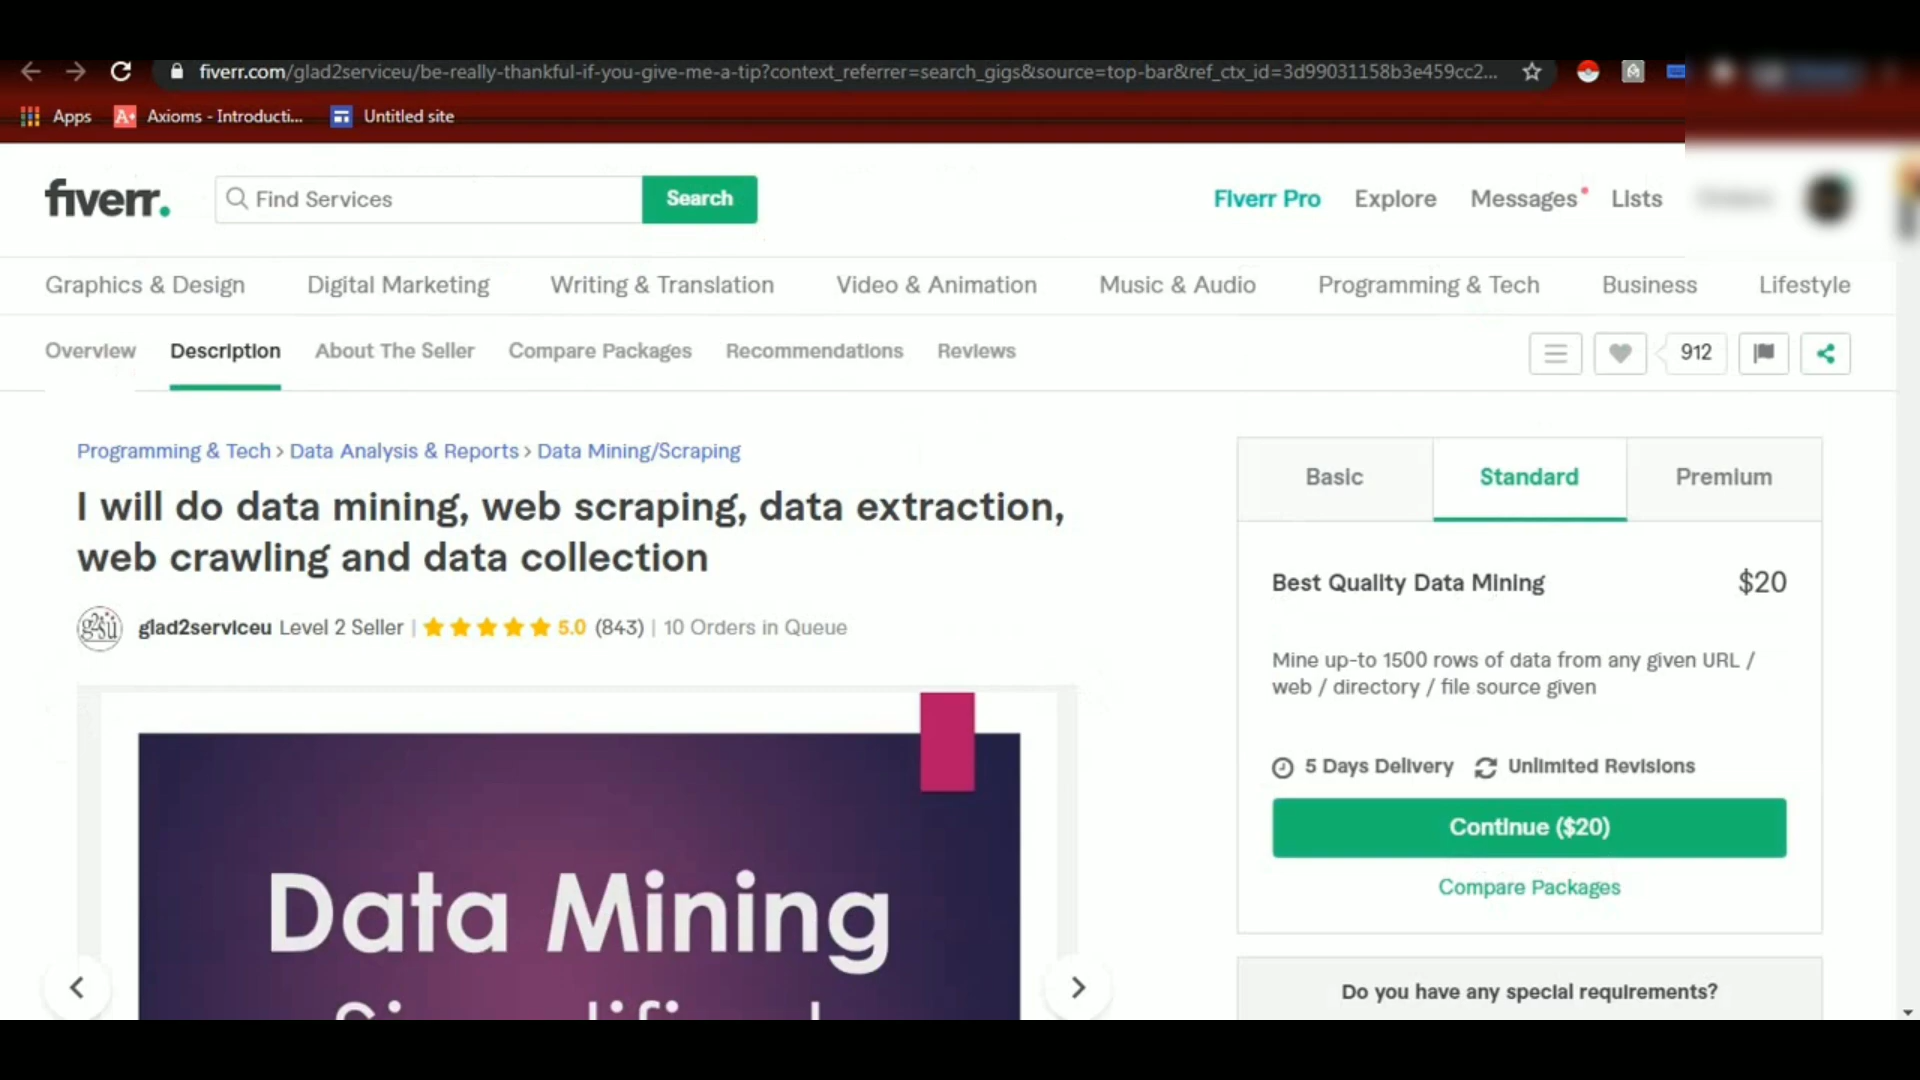 fiverr.com/glad2serviceu/be-really-thankful-if-you-give-me-a-tip?context_referrer=search_gigs&source=top-bar&ref_ctx_id=3d99031158b3e459cc2...
Apps Axioms - Introducti... Untitled site
fiverr. Find Services Search Fiverr Pro Explore Messages Lists
Graphics & Design Digital Marketing Writing & Translation Video & Animation Music & Audio Programming & Tech Business Lifestyle
Overview Description About The Seller Compare Packages Recommendations Reviews 912
Programming & Tech > Data Analysis & Reports > Data Mining/Scraping
I will do data mining, web scraping, data extraction,
web crawling and data collection
g2su glad2serviceu Level 2 Seller | 5.0 (843) | 10 Orders in Queue
Data Mining
Basic Standard Premium
Best Quality Data Mining $20
Mine up-to 1500 rows of data from any given URL /
web / directory / file source given
5 Days Delivery Unlimited Revisions
Continue ($20)
Compare Packages
Do you have any special requirements?